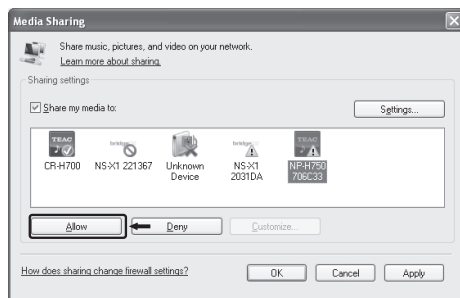 Media Sharing
Share music, pictures, and video on your network.
Learn more about sharing.
Sharing settings
Share my media to:
Settings...
TEAC
TEAC
CR-H700
NS-X1 221367
Unknown Device
NS-X1 2031DA
NP-H750 706C33
Allow
Deny
Customize...
How does sharing change firewall settings?
OK
Cancel
Apply